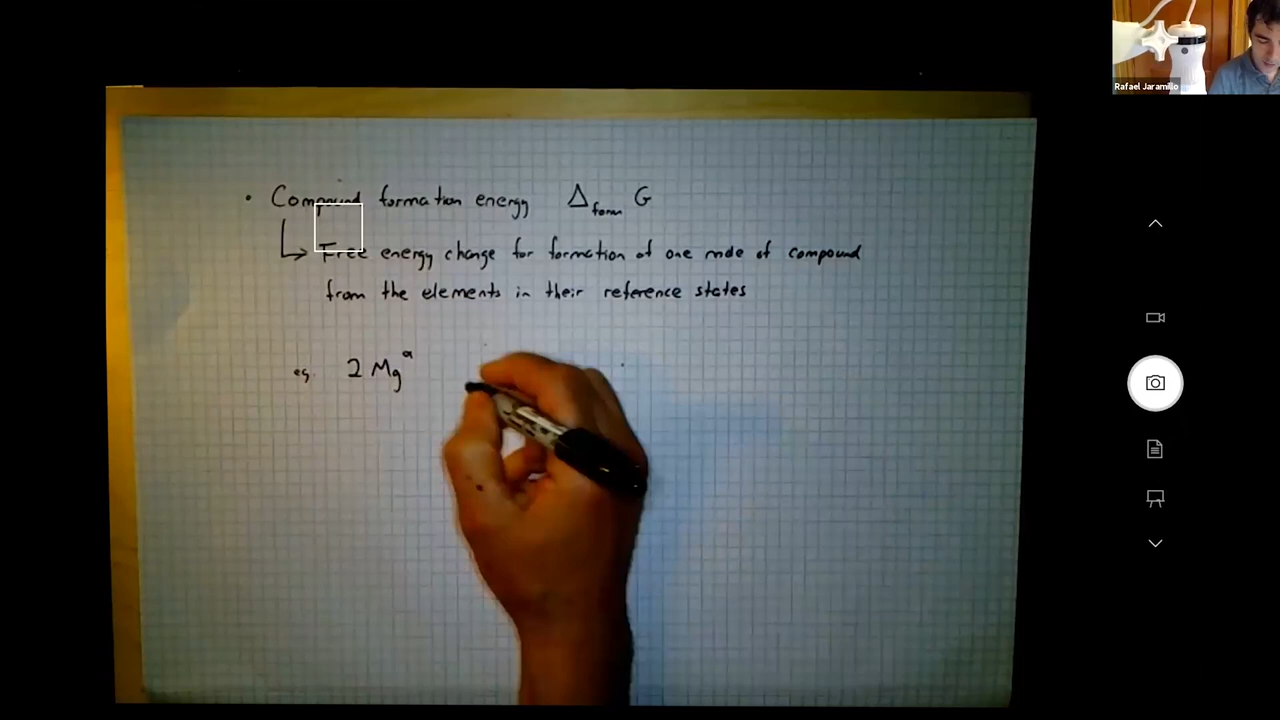 Rafael Jaramillo
• Compound formation energy Δform G
↳ Free energy change for formation of one mole of compound
from the elements in their reference states
eg. 2 Mgᵅ